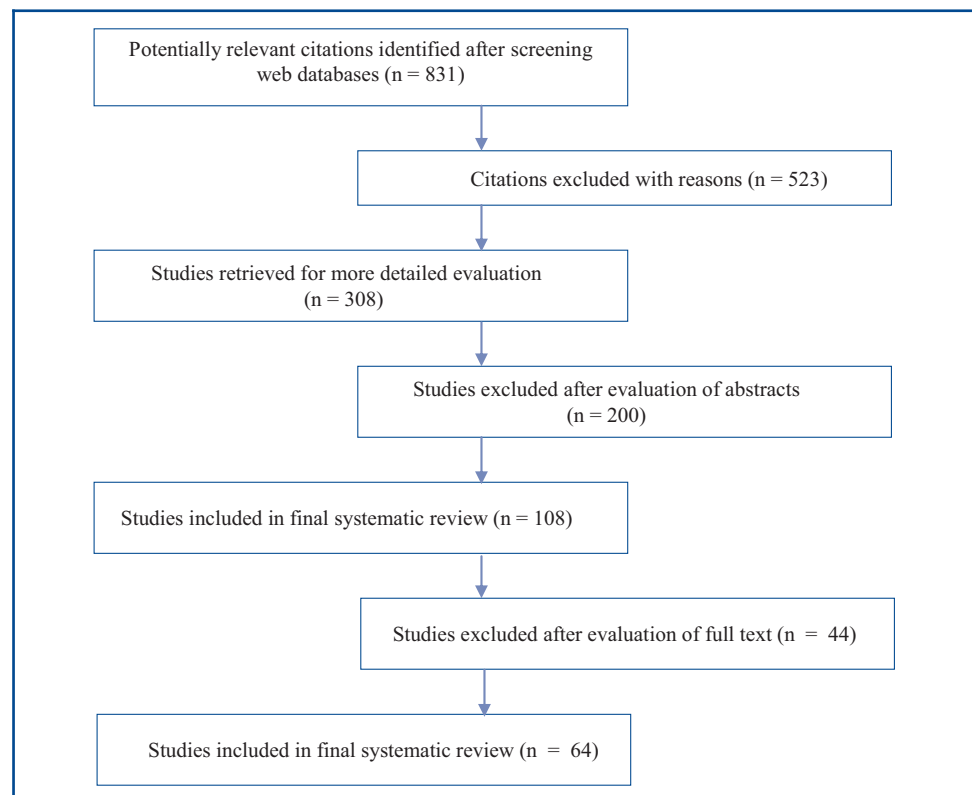 Potentially relevant citations identified after screening
web databases (n = 831)
Citations excluded with reasons (n = 523)
Studies retrieved for more detailed evaluation
(n = 308)
Studies excluded after evaluation of abstracts
(n = 200)
Studies included in final systematic review (n = 108)
Studies excluded after evaluation of full text (n = 44)
Studies included in final systematic review (n = 64)